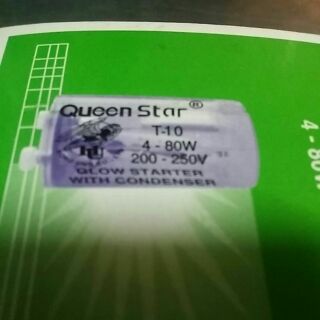 Queen Star®
T-10
4 - 80W
200 - 250V
GLOW STARTER
WITH CONDENSER
4 - 80W